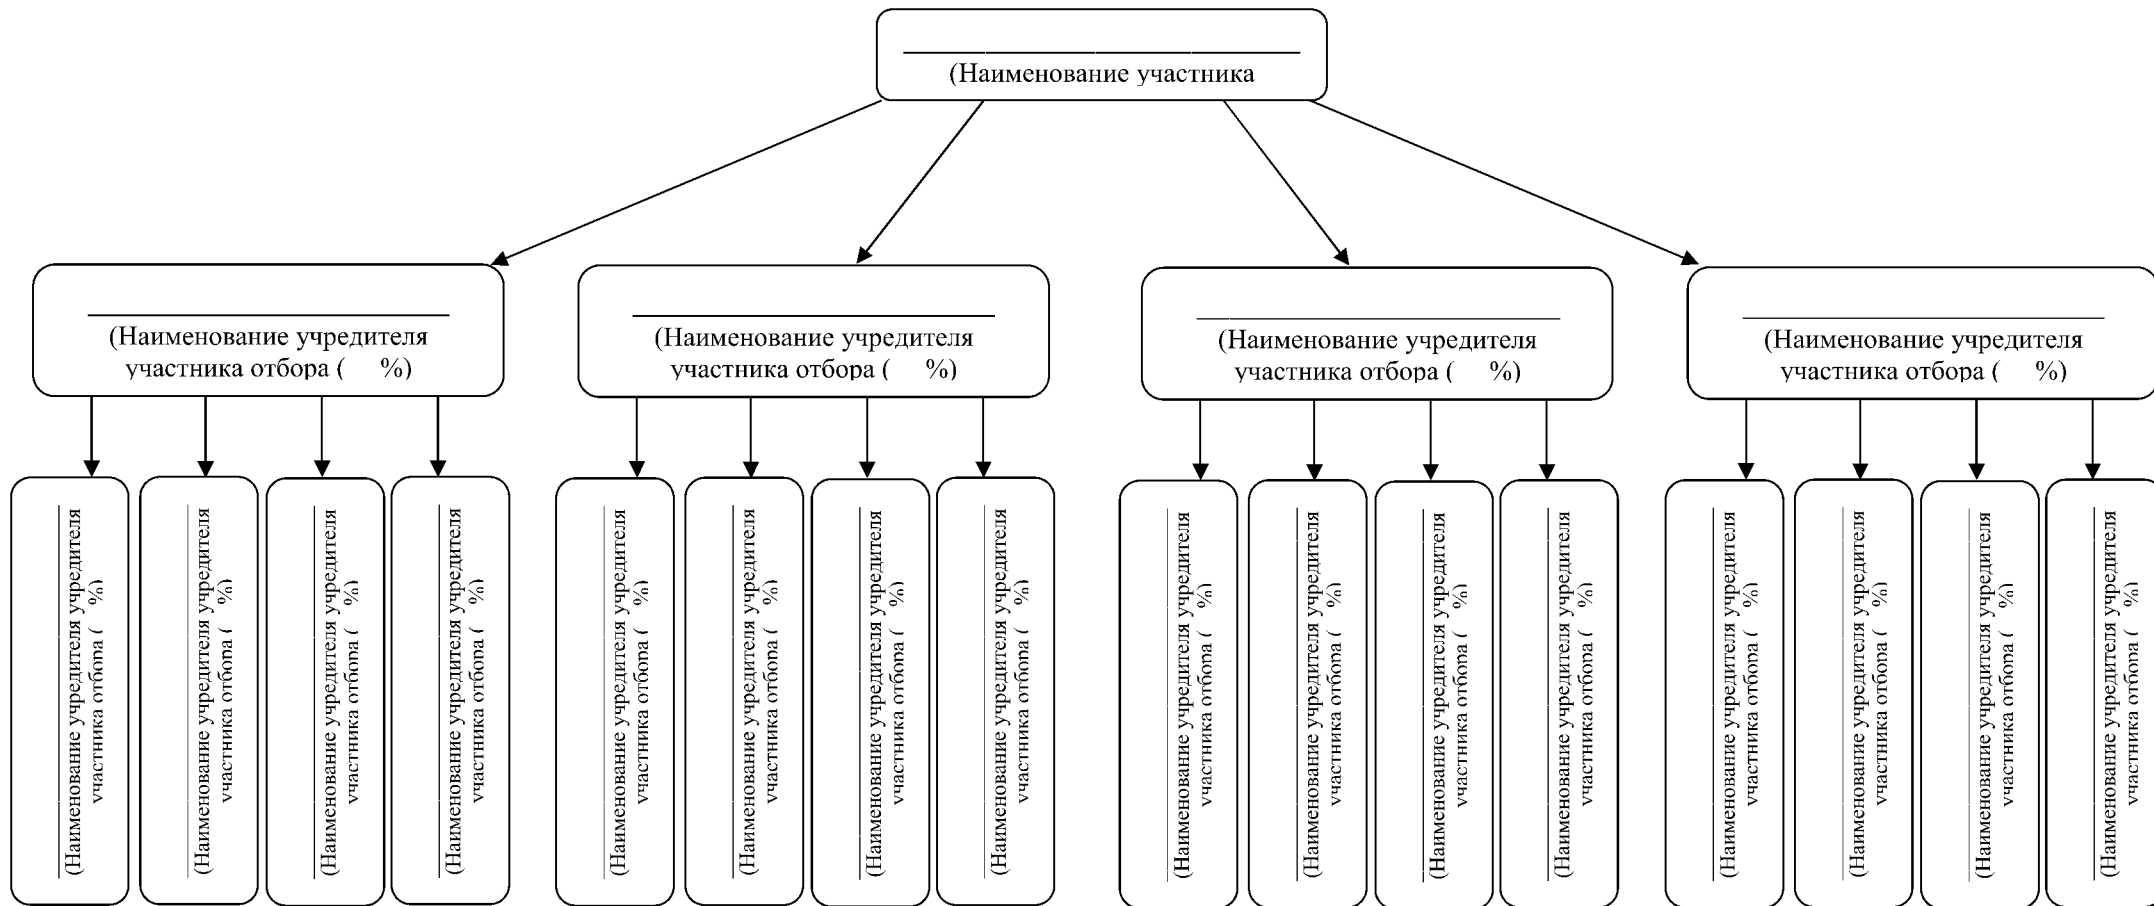 (Наименование участника
(Наименование учредителя
участника отбора ( %)
(Наименование учредителя
участника отбора ( %)
(Наименование учредителя
участника отбора ( %)
(Наименование учредителя
участника отбора ( %)
(Наименование учредителя учредителя
участника отбора ( %)
(Наименование учредителя учредителя
участника отбора ( %)
(Наименование учредителя учредителя
участника отбора ( %)
(Наименование учредителя учредителя
участника отбора ( %)
(Наименование учредителя учредителя
участника отбора ( %)
(Наименование учредителя учредителя
участника отбора ( %)
(Наименование учредителя учредителя
участника отбора ( %)
(Наименование учредителя учредителя
участника отбора ( %)
(Наименование учредителя учредителя
участника отбора ( %)
(Наименование учредителя учредителя
участника отбора ( %)
(Наименование учредителя учредителя
участника отбора ( %)
(Наименование учредителя учредителя
участника отбора ( %)
(Наименование учредителя учредителя
участника отбора ( %)
(Наименование учредителя учредителя
участника отбора ( %)
(Наименование учредителя учредителя
участника отбора ( %)
(Наименование учредителя учредителя
участника отбора ( %)